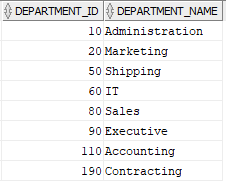 DEPARTMENT_ID DEPARTMENT_NAME
10 Administration
20 Marketing
50 Shipping
60 IT
80 Sales
90 Executive
110 Accounting
190 Contracting